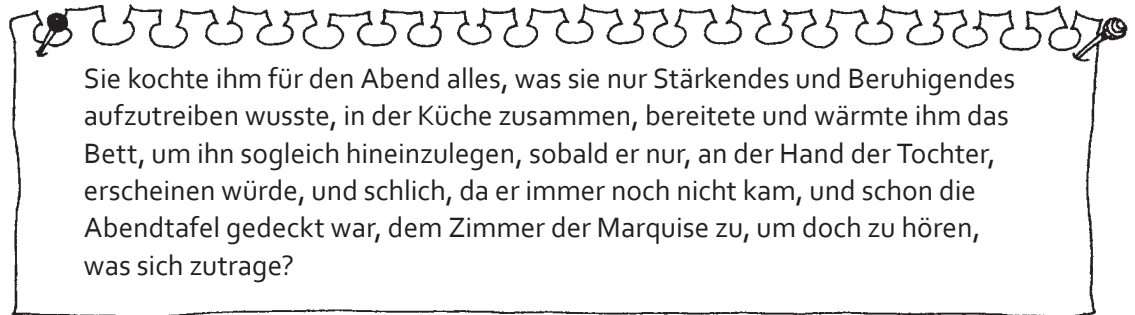 Sie kochte ihm für den Abend alles, was sie nur Stärkendes und Beruhigendes
aufzutreiben wusste, in der Küche zusammen, bereitete und wärmte ihm das
Bett, um ihn sogleich hineinzulegen, sobald er nur, an der Hand der Tochter,
erscheinen würde, und schlich, da er immer noch nicht kam, und schon die
Abendtafel gedeckt war, dem Zimmer der Marquise zu, um doch zu hören,
was sich zutrage?